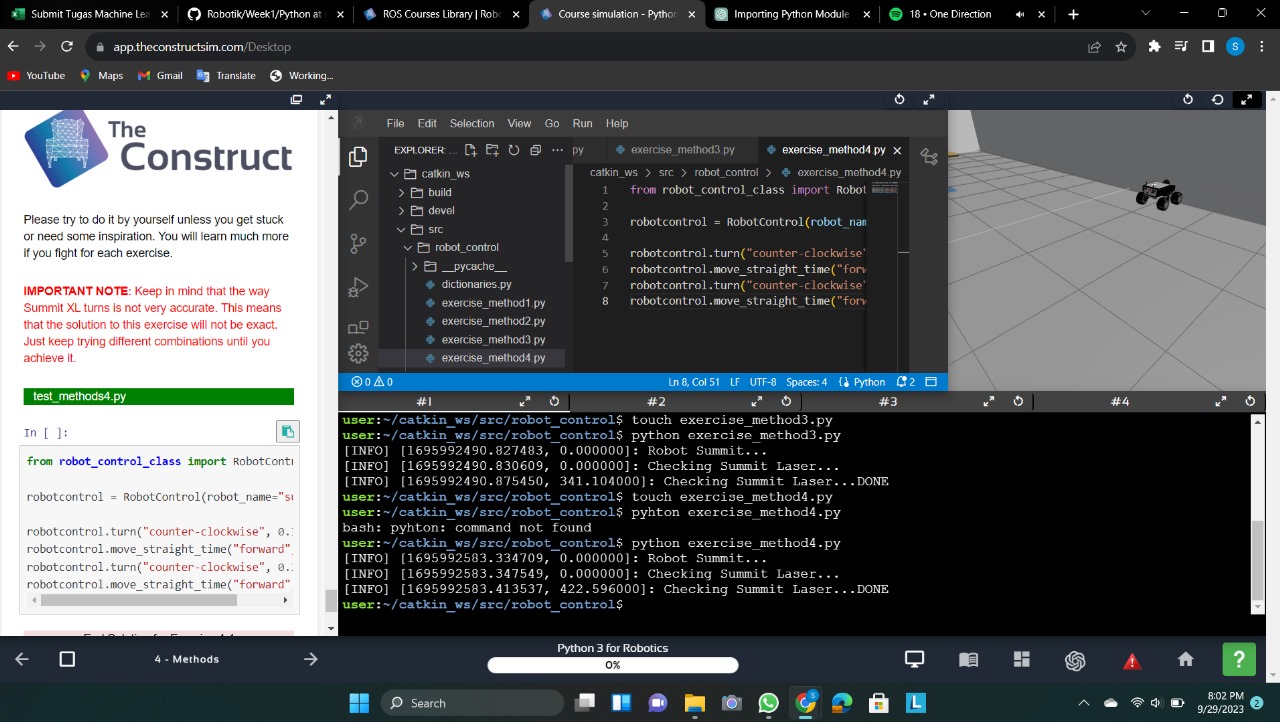 Submit Tugas Machine Lea
Robotik/Week1/Python at
ROS Courses Library | Robo
Course simulation - Python
Importing Python Module
18 • One Direction
app.theconstructsim.com/Desktop
S
YouTube
Maps
Gmail
Translate
Working...
The
Construct
Please try to do it by yourself unless you get stuck
or need some inspiration. You will learn much more
if you fight for each exercise.
IMPORTANT NOTE: Keep in mind that the way
Summit XL turns is not very accurate. This means
that the solution to this exercise will not be exact.
Just keep trying different combinations until you
achieve it.
test_methods4.py
In [ ]:
from robot_control_class import RobotContr
robotcontrol = RobotControl(robot_name="su
robotcontrol.turn("counter-clockwise", 0.3
robotcontrol.move_straight_time("forward"
robotcontrol.turn("counter-clockwise", 0.3
robotcontrol.move_straight_time("forward"
File Edit Selection View Go Run Help
EXPLORER: ...
catkin_ws
build
devel
src
robot_control
__pycache__
dictionaries.py
exercise_method1.py
exercise_method2.py
exercise_method3.py
exercise_method4.py
py
exercise_method3.py
exercise_method4.py
catkin_ws > src > robot_control > exercise_method4.py
1 from robot_control_class import Robot
2
3 robotcontrol = RobotControl(robot_nam
4
5 robotcontrol.turn("counter-clockwise"
6 robotcontrol.move_straight_time("forw
7 robotcontrol.turn("counter-clockwise"
8 robotcontrol.move_straight_time("forw
0 0 Ln 8, Col 51 LF UTF-8 Spaces: 4 Python 2
#1 #2 #3 #4
user:~/catkin_ws/src/robot_control$ touch exercise_method3.py
user:~/catkin_ws/src/robot_control$ python exercise_method3.py
[INFO] [1695992490.827483, 0.000000]: Robot Summit...
[INFO] [1695992490.830609, 0.000000]: Checking Summit Laser...
[INFO] [1695992490.875450, 341.104000]: Checking Summit Laser...DONE
user:~/catkin_ws/src/robot_control$ touch exercise_method4.py
user:~/catkin_ws/src/robot_control$ pyhton exercise_method4.py
bash: pyhton: command not found
user:~/catkin_ws/src/robot_control$ python exercise_method4.py
[INFO] [1695992583.334709, 0.000000]: Robot Summit...
[INFO] [1695992583.347549, 0.000000]: Checking Summit Laser...
[INFO] [1695992583.413537, 422.596000]: Checking Summit Laser...DONE
user:~/catkin_ws/src/robot_control$
4 - Methods
Python 3 for Robotics
0%
?
Search
S
L
8:02 PM
9/29/2023
2